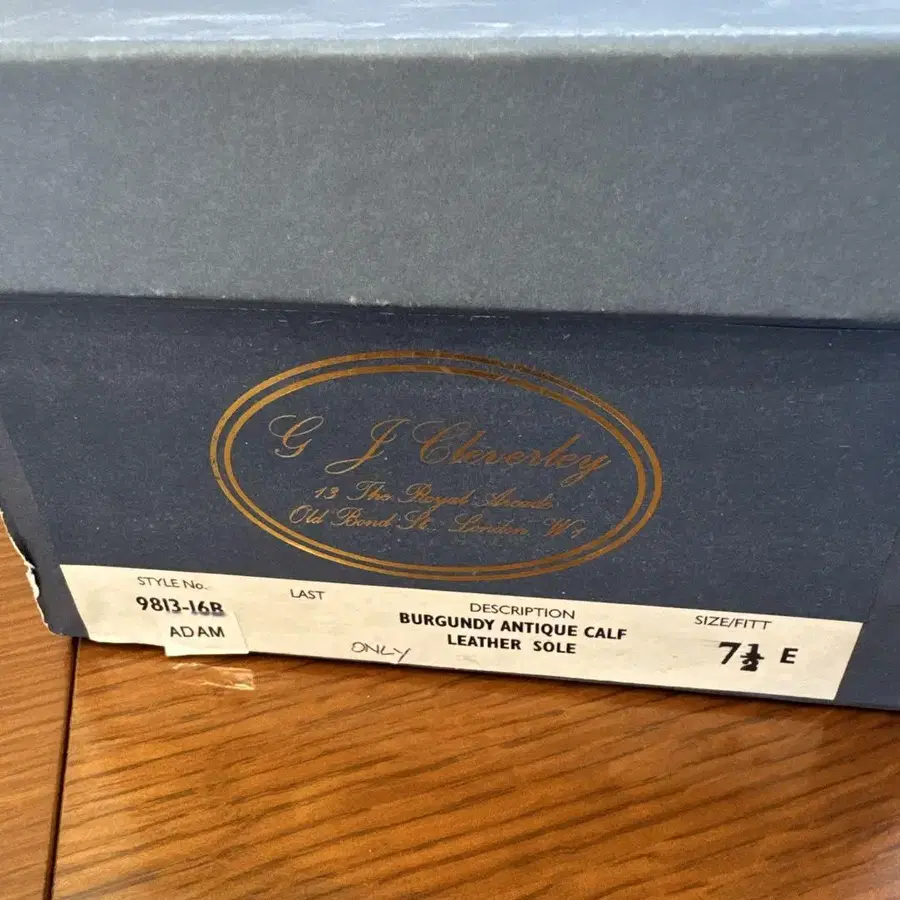 G J Cleverley
13 The Royal Arcade
Old Bond St., London, W1
STYLE No.
9813-16B
ADAM
LAST
ONLY
DESCRIPTION
BURGUNDY ANTIQUE CALF
LEATHER SOLE
SIZE/FITT
7½ E